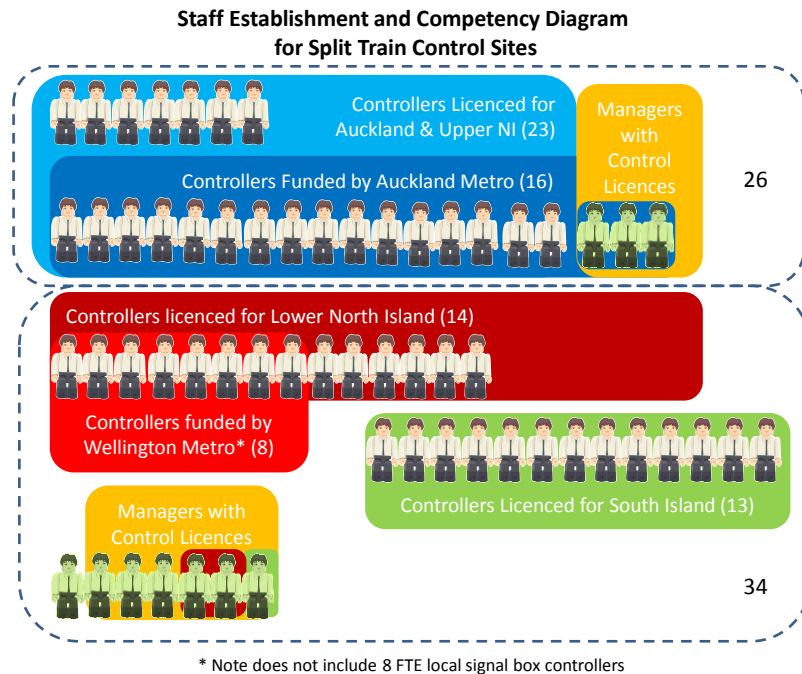 Staff Establishment and Competency Diagram
for Split Train Control Sites
Controllers Licenced for
Auckland & Upper NI (23)
Managers
with
Control
Licences
Controllers Funded by Auckland Metro (16)
26
Controllers licenced for Lower North Island (14)
Controllers funded by
Wellington Metro* (8)
Controllers Licenced for South Island (13)
Managers with
Control Licences
34
* Note does not include 8 FTE local signal box controllers